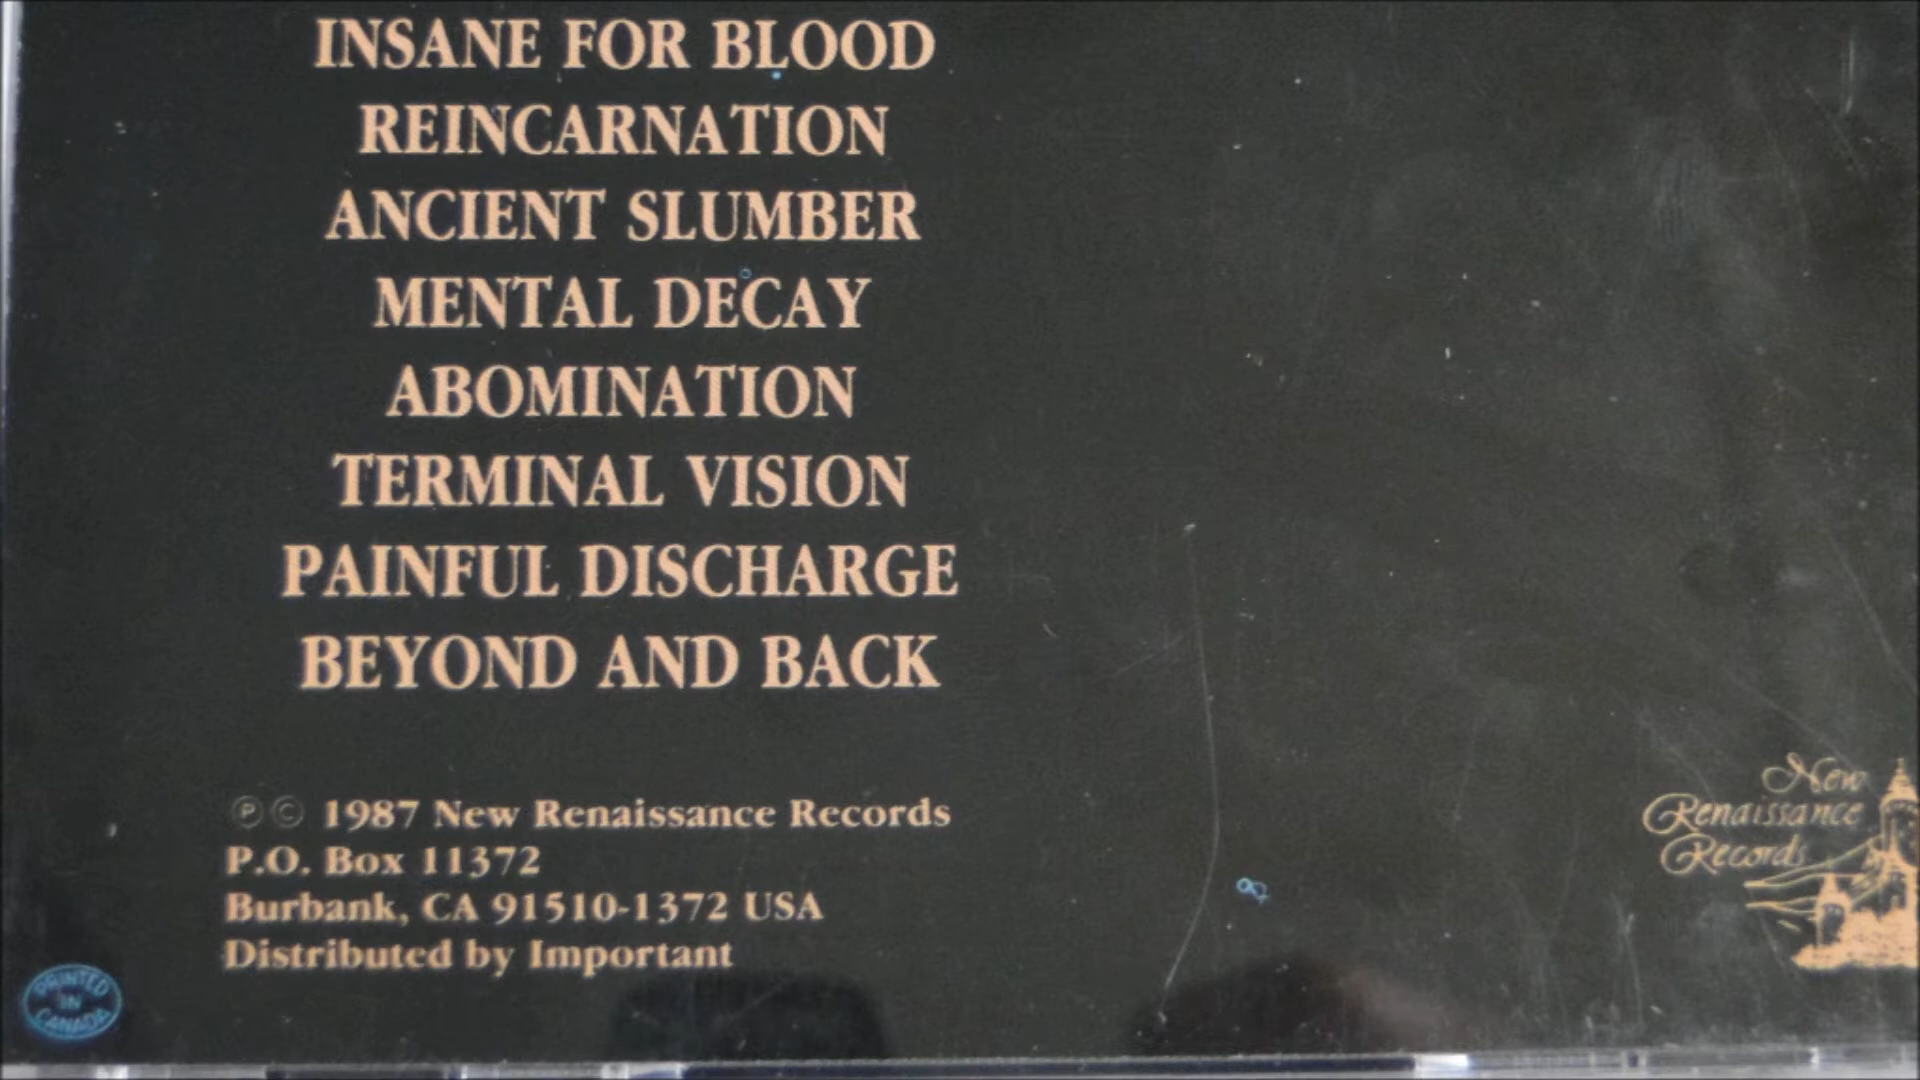 INSANE FOR BLOOD
REINCARNATION
ANCIENT SLUMBER
MENTAL DECAY
ABOMINATION
TERMINAL VISION
PAINFUL DISCHARGE
BEYOND AND BACK
℗© 1987 New Renaissance Records
P.O. Box 11372
Burbank, CA 91510-1372 USA
Distributed by Important
New
Renaissance
Records
PRINTED
IN
CANADA